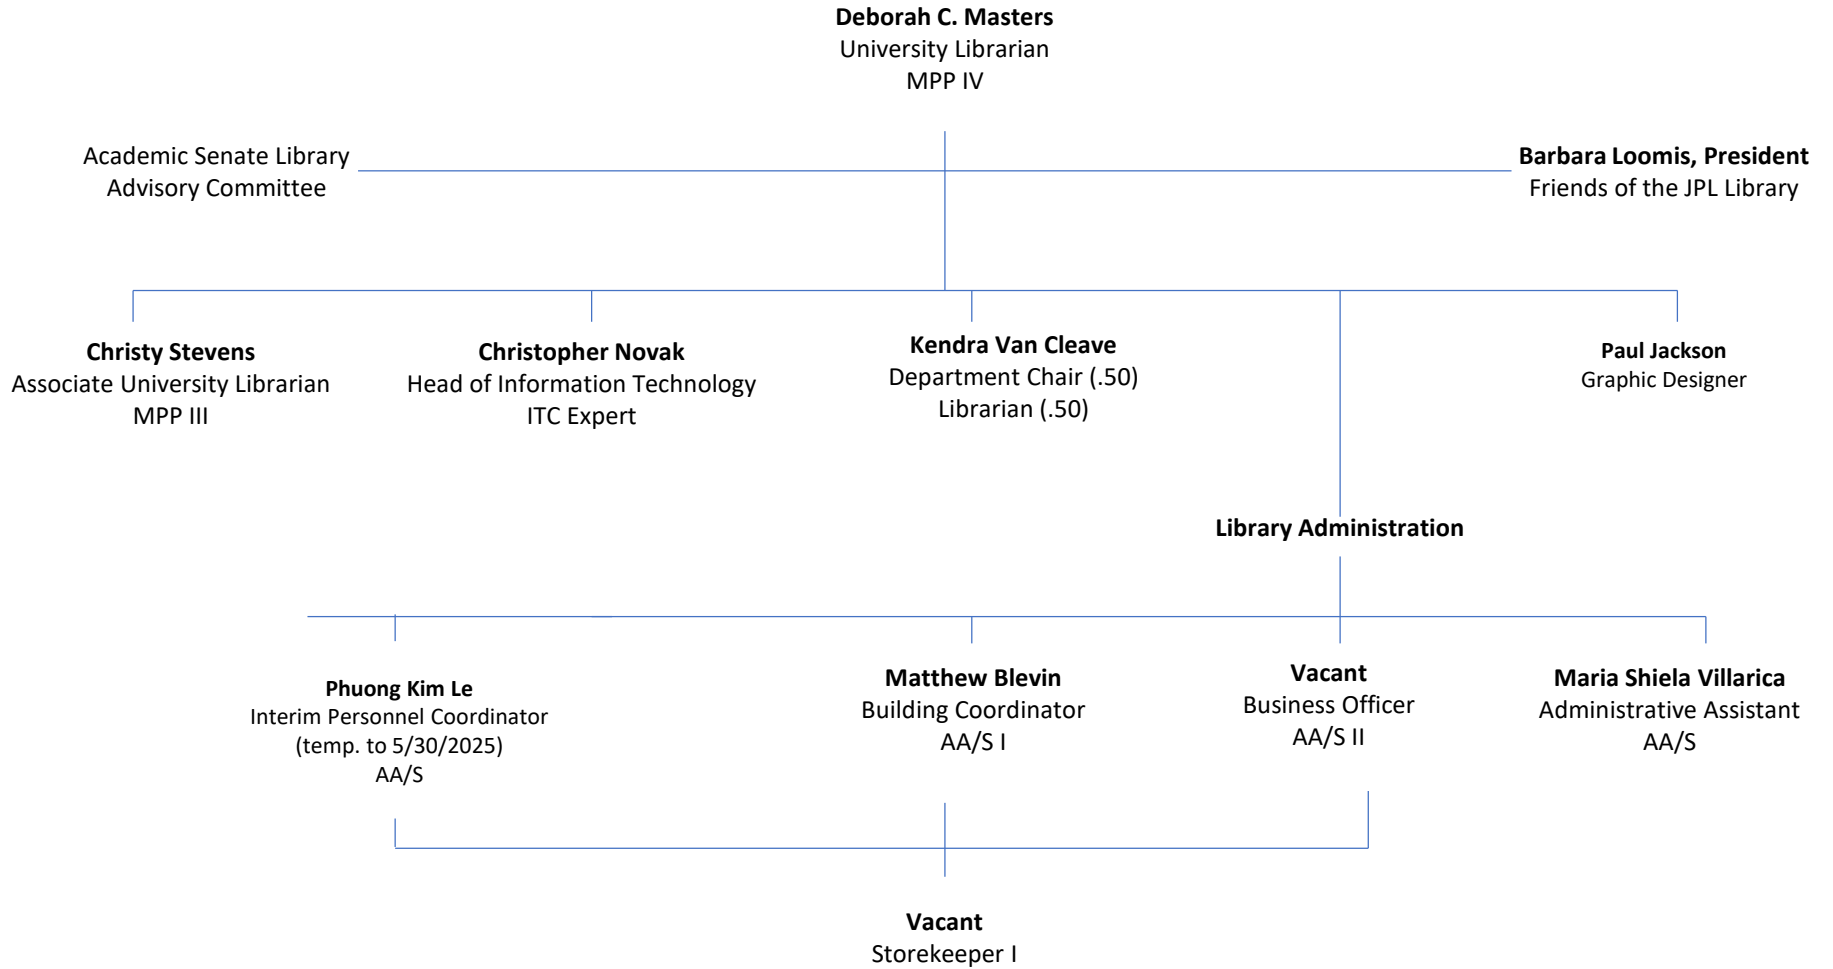 Deborah C. Masters
University Librarian
MPP IV
Academic Senate Library
Advisory Committee
Barbara Loomis, President
Friends of the JPL Library
Christy Stevens
Associate University Librarian
MPP III
Christopher Novak
Head of Information Technology
ITC Expert
Kendra Van Cleave
Department Chair (.50)
Librarian (.50)
Paul Jackson
Graphic Designer
Library Administration
Phuong Kim Le
Interim Personnel Coordinator
(temp. to 5/30/2025)
AA/S
Matthew Blevin
Building Coordinator
AA/S I
Vacant
Business Officer
AA/S II
Maria Shiela Villarica
Administrative Assistant
AA/S
Vacant
Storekeeper I